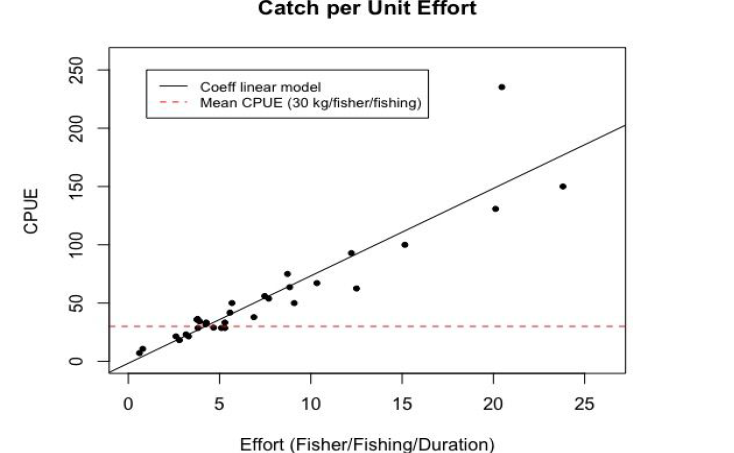 Catch per Unit Effort
Coeff linear model
Mean CPUE (30 kg/fisher/fishing)
CPUE
250
200
150
100
50
0
0 5 10 15 20 25
Effort (Fisher/Fishing/Duration)